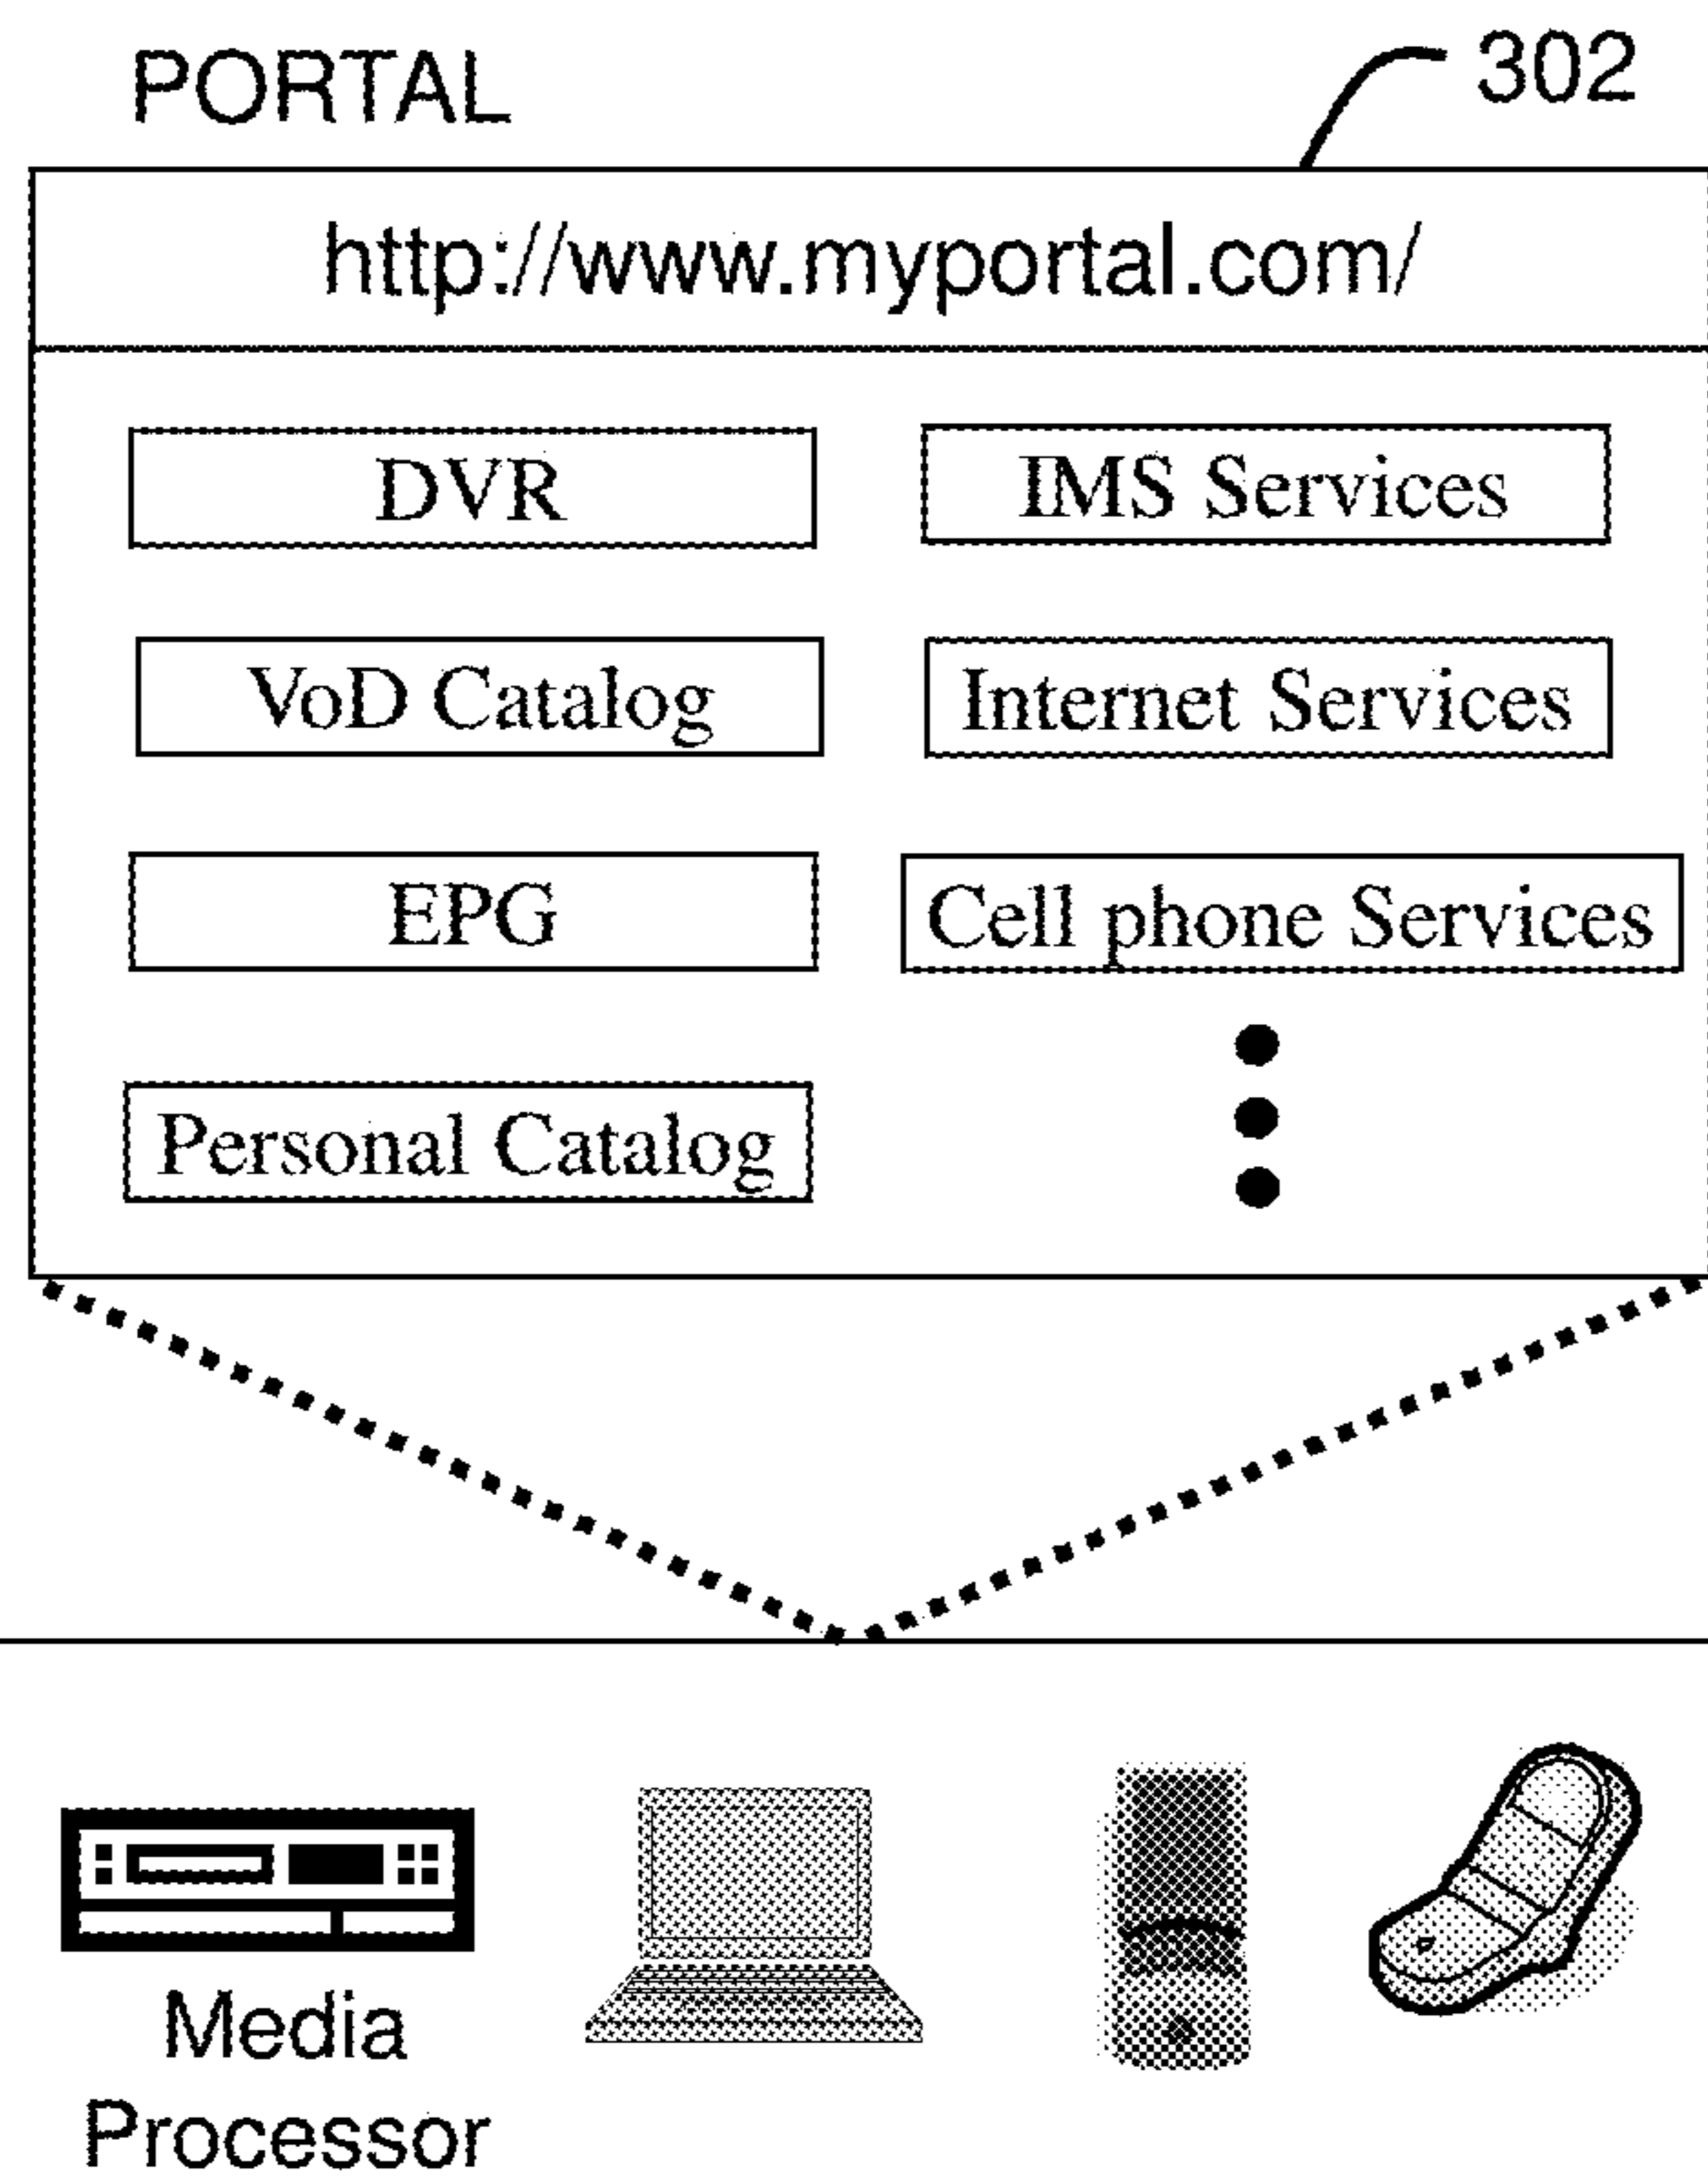 PORTAL
302
http://www.myportal.com/
DVR
IMS Services
VoD Catalog
Internet Services
EPG
Cell phone Services
Personal Catalog
Media
Processor